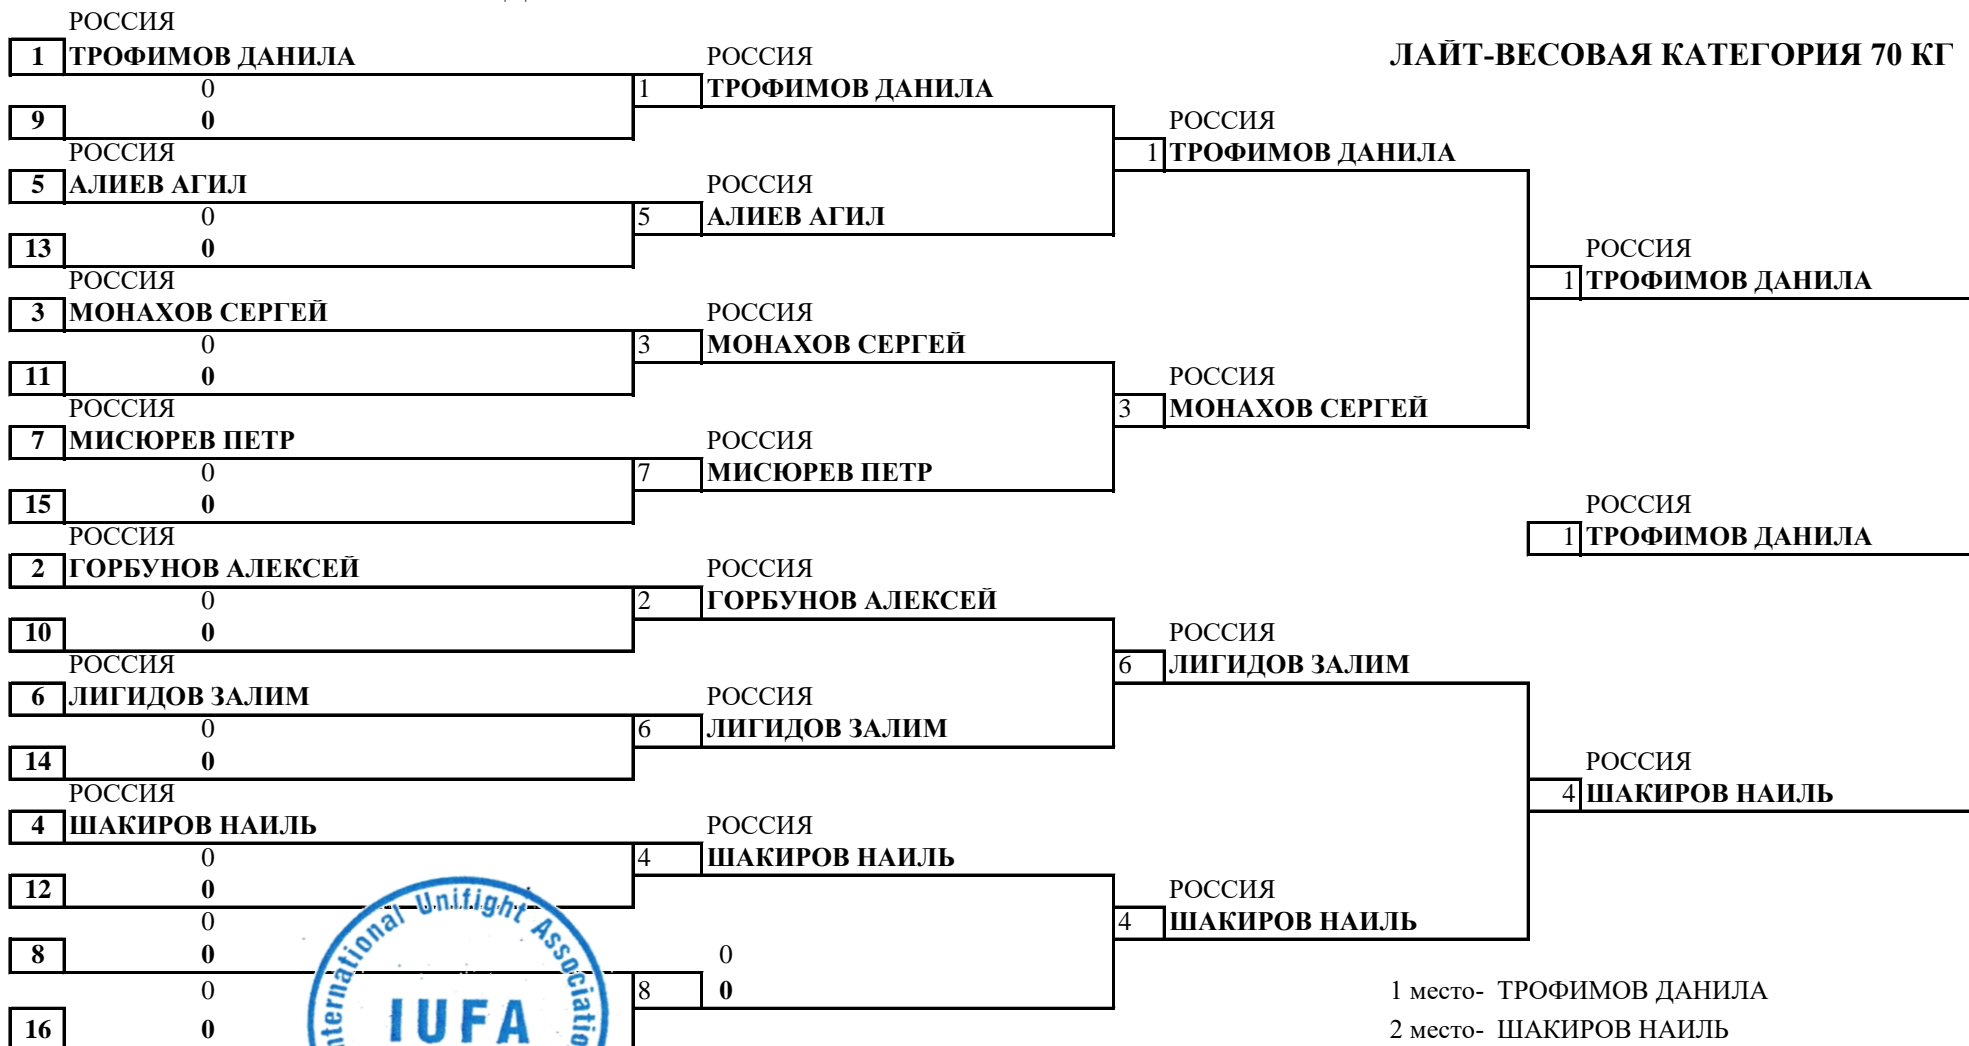 РОССИЯ
1 ТРОФИМОВ ДАНИЛА
РОССИЯ
ЛАЙТ-ВЕСОВАЯ КАТЕГОРИЯ 70 КГ
0
1 ТРОФИМОВ ДАНИЛА
9 0
РОССИЯ
РОССИЯ
1 ТРОФИМОВ ДАНИЛА
5 АЛИЕВ АГИЛ
РОССИЯ
0
5 АЛИЕВ АГИЛ
13 0
РОССИЯ
РОССИЯ
1 ТРОФИМОВ ДАНИЛА
3 МОНАХОВ СЕРГЕЙ
РОССИЯ
0
3 МОНАХОВ СЕРГЕЙ
11 0
РОССИЯ
РОССИЯ
3 МОНАХОВ СЕРГЕЙ
7 МИСЮРЕВ ПЕТР
РОССИЯ
0
7 МИСЮРЕВ ПЕТР
15 0
РОССИЯ
РОССИЯ
1 ТРОФИМОВ ДАНИЛА
2 ГОРБУНОВ АЛЕКСЕЙ
РОССИЯ
0
2 ГОРБУНОВ АЛЕКСЕЙ
10 0
РОССИЯ
РОССИЯ
6 ЛИГИДОВ ЗАЛИМ
6 ЛИГИДОВ ЗАЛИМ
РОССИЯ
0
6 ЛИГИДОВ ЗАЛИМ
14 0
РОССИЯ
РОССИЯ
4 ШАКИРОВ НАИЛЬ
4 ШАКИРОВ НАИЛЬ
РОССИЯ
0
4 ШАКИРОВ НАИЛЬ
12 0
РОССИЯ
0
4 ШАКИРОВ НАИЛЬ
8 0
0
0
8 0
16 0
Unifight
IUFA
1 место- ТРОФИМОВ ДАНИЛА
2 место- ШАКИРОВ НАИЛЬ